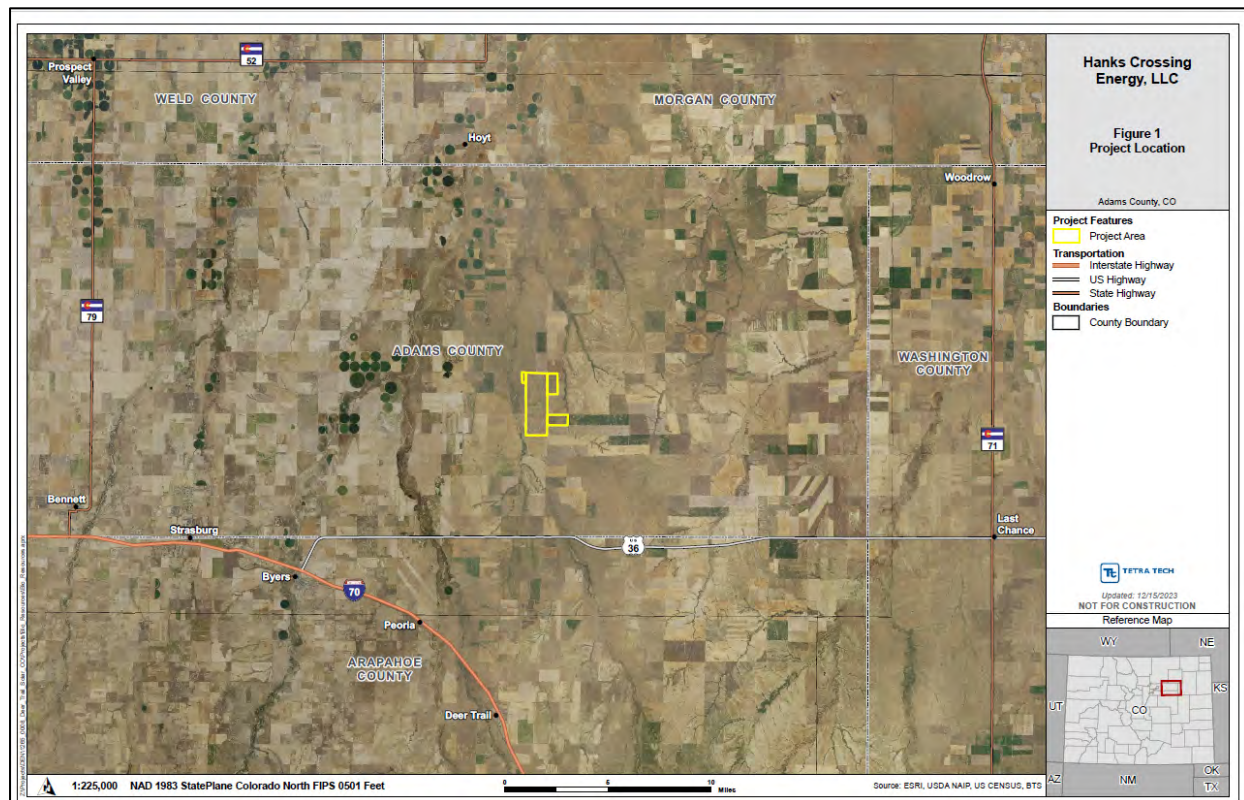 52
Prospect
Valley
WELD COUNTY
MORGAN COUNTY
Hoyt
Woodrow
79
ADAMS COUNTY
WASHINGTON
COUNTY
71
Bennett
Strasburg
Last
Chance
36
Byers
70
Peoria
ARAPAHOE
COUNTY
Deer Trail
Hanks Crossing
Energy, LLC
Figure 1
Project Location
Adams County, CO
Project Features
Project Area
Transportation
Interstate Highway
US Highway
State Highway
Boundaries
County Boundary
Tt TETRA TECH
Updated: 12/15/2023
NOT FOR CONSTRUCTION
Reference Map
WY
NE
UT
CO
KS
AZ
NM
OK
TX
1:225,000 NAD 1983 StatePlane Colorado North FIPS 0501 Feet
0 5 10
Miles
Source: ESRI, USDA NAIP, US CENSUS, BTS